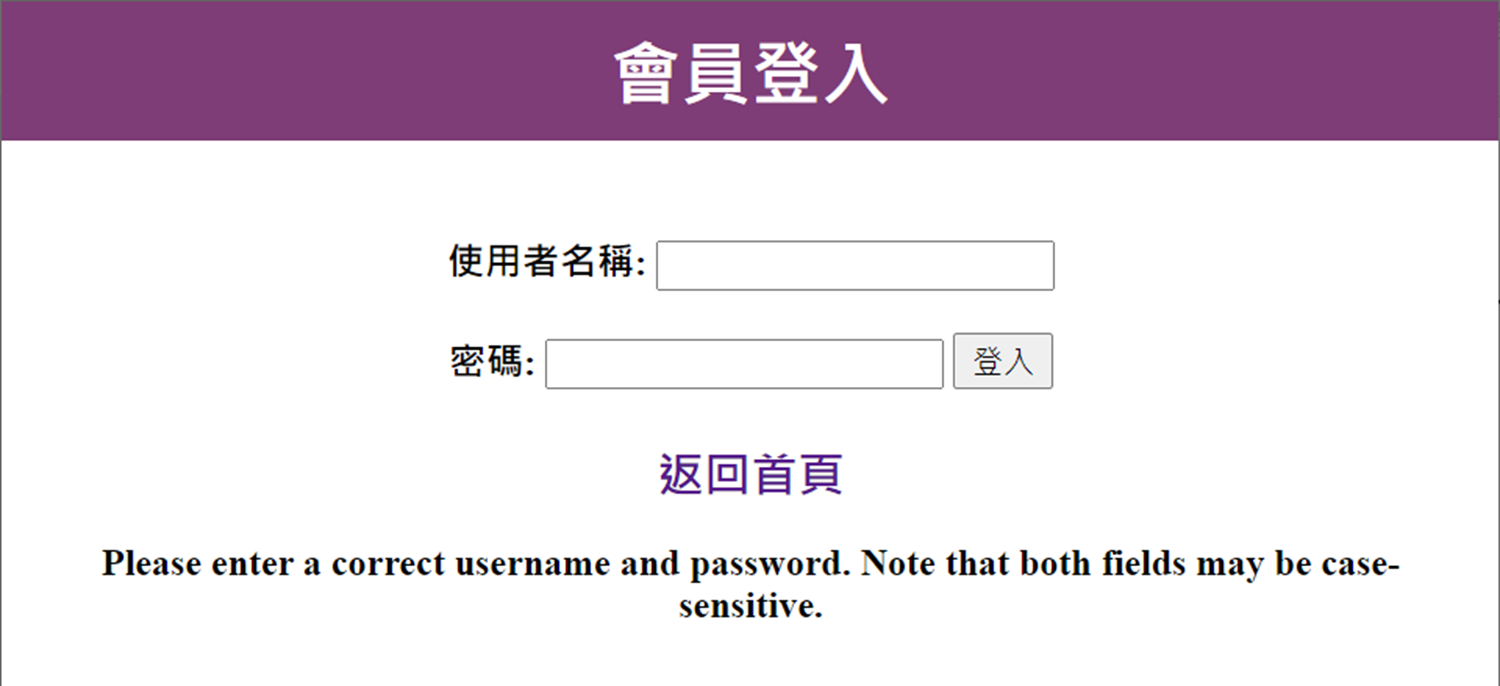 會員登入
使用者名稱:
密碼: 登入
返回首頁
Please enter a correct username and password. Note that both fields may be case-
sensitive.